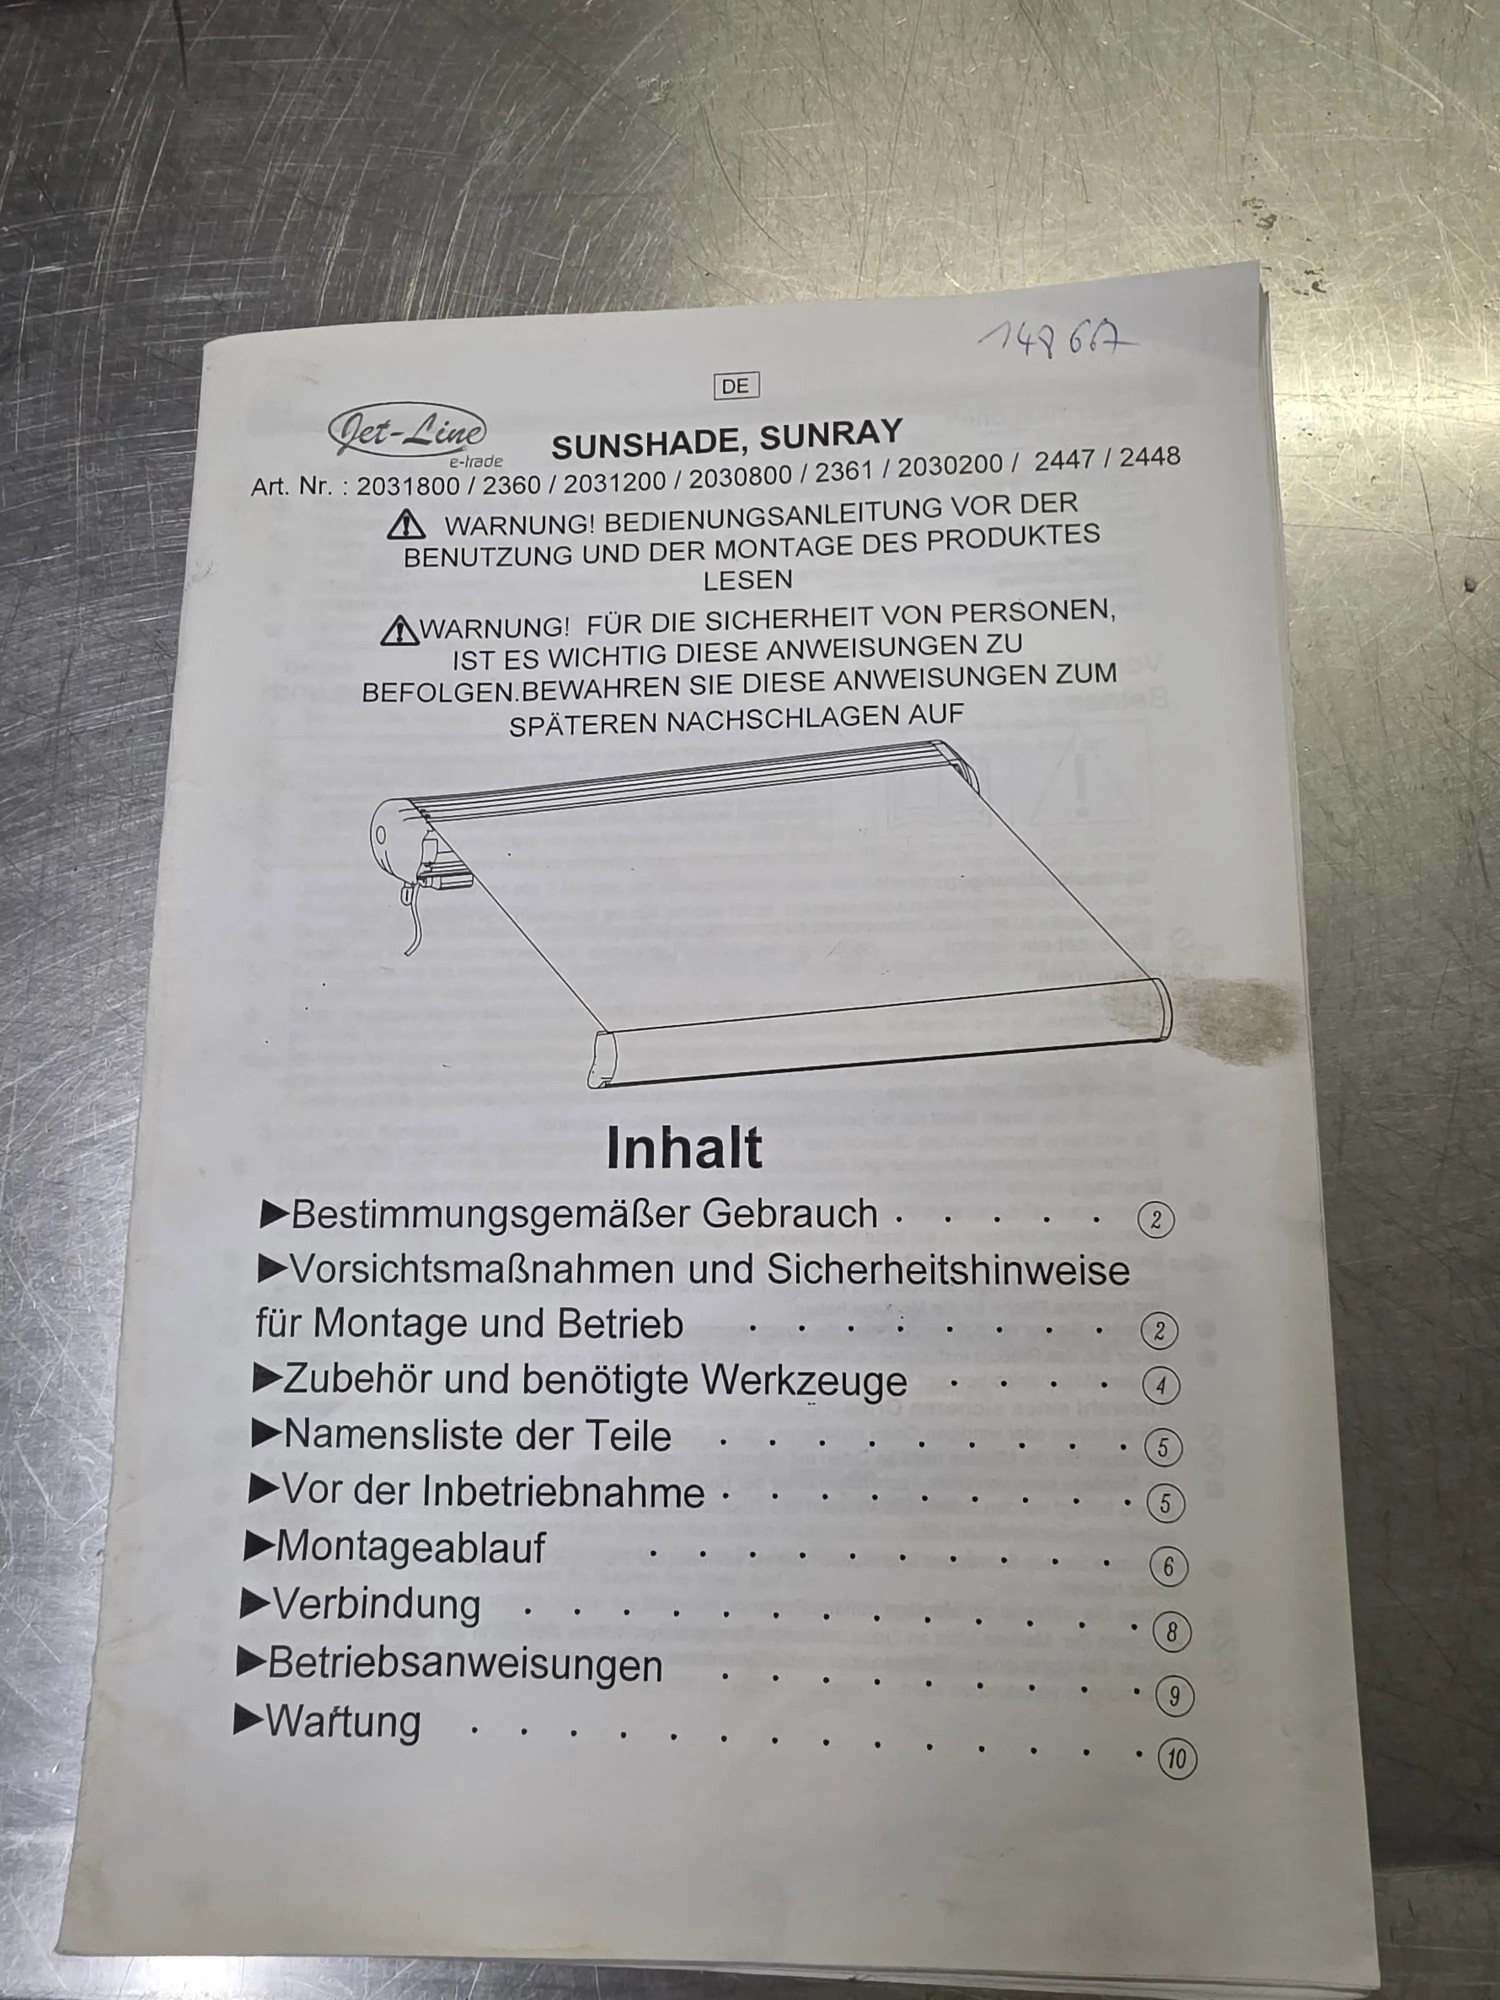 148667
DE
Jet-Line
e-trade
SUNSHADE, SUNRAY
Art. Nr. : 2031800 / 2360 / 2031200 / 2030800 / 2361 / 2030200 / 2447 / 2448
WARNUNG! BEDIENUNGSANLEITUNG VOR DER
BENUTZUNG UND DER MONTAGE DES PRODUKTES
LESEN
WARNUNG! FÜR DIE SICHERHEIT VON PERSONEN,
IST ES WICHTIG DIESE ANWEISUNGEN ZU
BEFOLGEN.BEWAHREN SIE DIESE ANWEISUNGEN ZUM
SPÄTEREN NACHSCHLAGEN AUF
Inhalt
►Bestimmungsgemäßer Gebrauch . . . . . ②
►Vorsichtsmaßnahmen und Sicherheitshinweise
für Montage und Betrieb . . . . . . . . ②
►Zubehör und benötigte Werkzeuge . . . . ④
►Namensliste der Teile . . . . . . . . . ⑤
►Vor der Inbetriebnahme . . . . . . . . . ⑤
►Montageablauf . . . . . . . . . . ⑥
►Verbindung . . . . . . . . . . . . . ⑧
►Betriebsanweisungen . . . . . . . . . ⑨
►Wartung . . . . . . . . . . . . . . ⑩